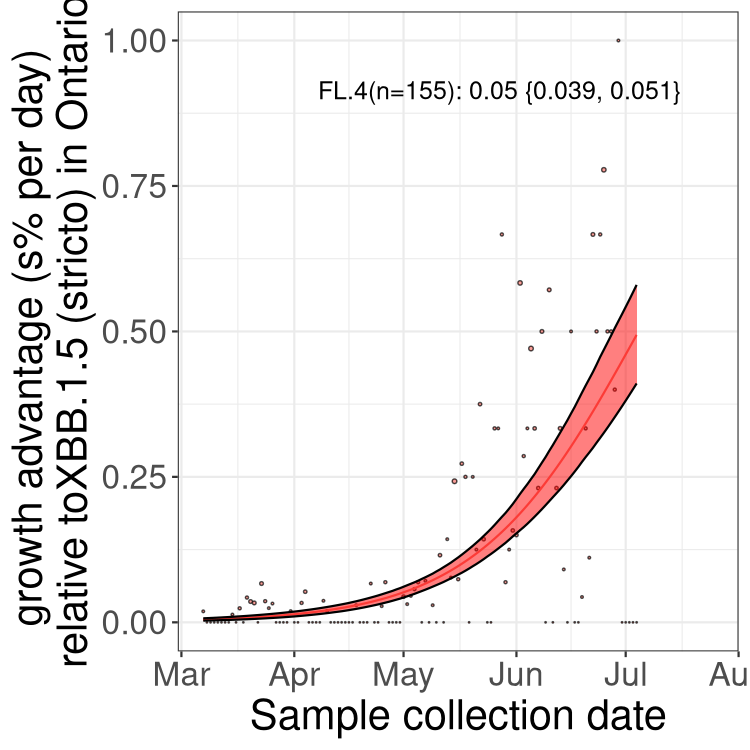 growth advantage (s% per day)
relative toXBB.1.5 (stricto) in Ontario
1.00
0.75
0.50
0.25
0.00
FL.4(n=155): 0.05 {0.039, 0.051}
Mar Apr May Jun Jul Au
Sample collection date